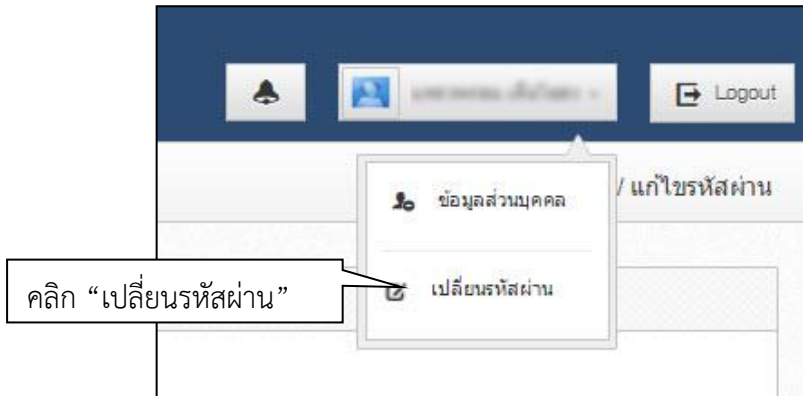 Logout
ข้อมูลส่วนบุคคล
/ แก้ไขรหัสผ่าน
เปลี่ยนรหัสผ่าน
คลิก “เปลี่ยนรหัสผ่าน”